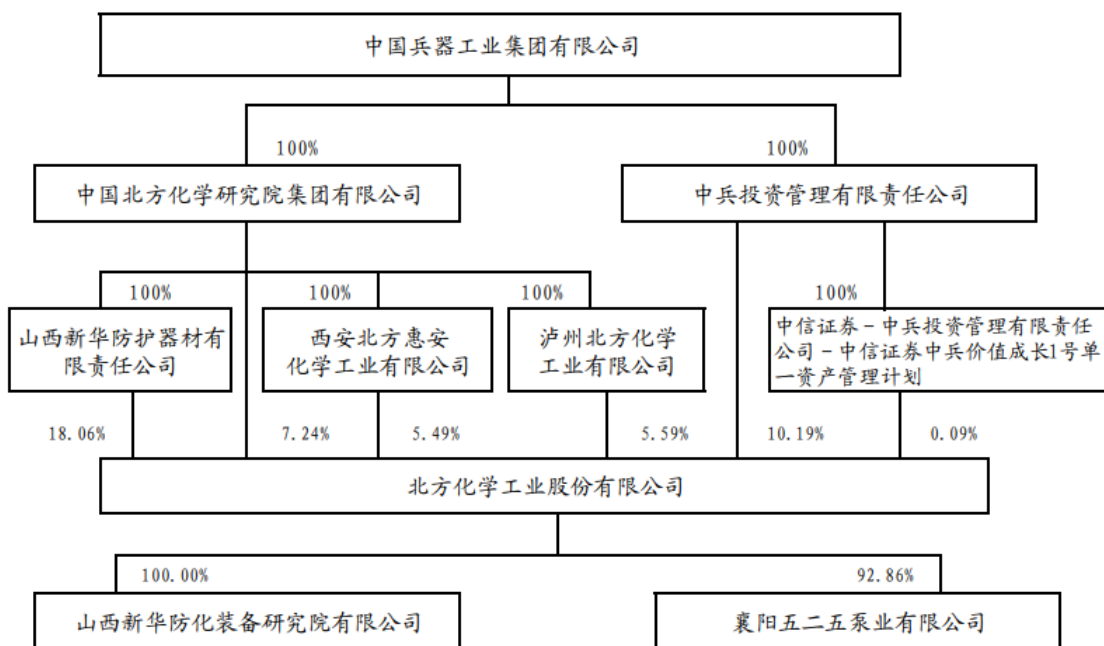 中国兵器工业集团有限公司
100%
100%
中国北方化学研究院集团有限公司
中兵投资管理有限责任公司
100%
100%
100%
100%
山西新华防护器材有
限责任公司
西安北方惠安
化学工业有限公司
泸州北方化学
工业有限公司
中信证券－中兵投资管理有限责任
公司－中信证券中兵价值成长1号单
一资产管理计划
18.06%
7.24%
5.49%
5.59%
10.19%
0.09%
北方化学工业股份有限公司
100.00%
92.86%
山西新华防化装备研究院有限公司
襄阳五二五泵业有限公司